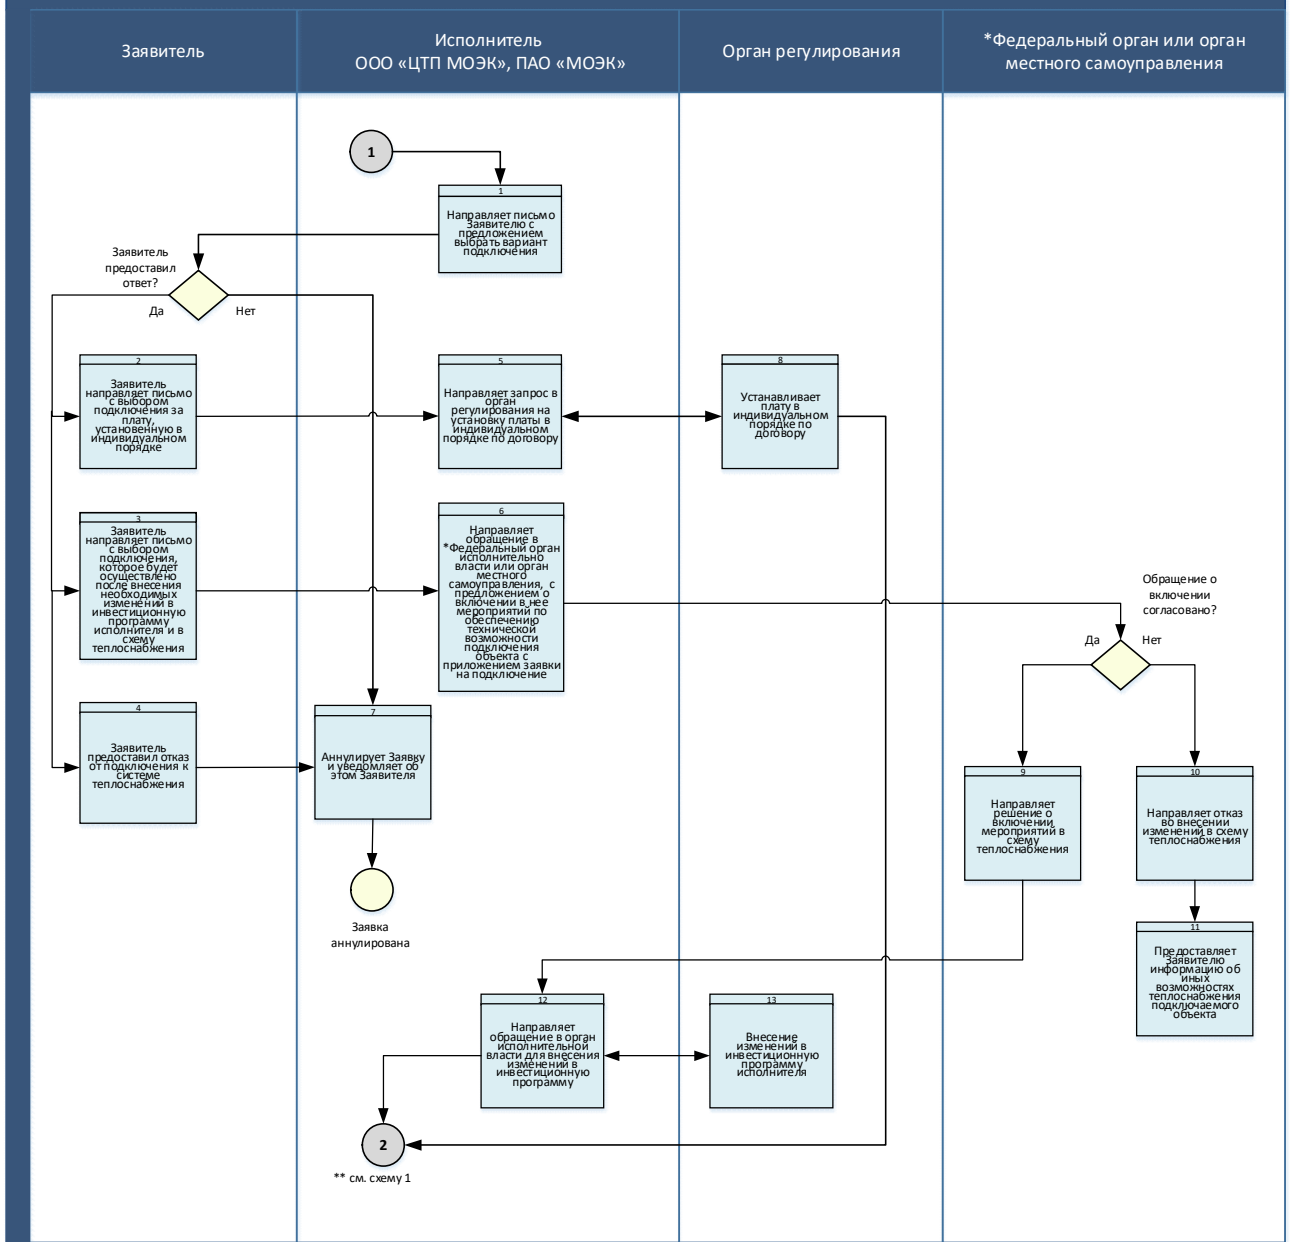 Заявитель
Исполнитель
ООО «ЦТП МОЭК», ПАО «МОЭК»
Орган регулирования
*Федеральный орган или орган
местного самоуправления
1
1
Направляет письмо
Заявителю с
предложением
выбрать вариант
подключения
Заявитель
предоставил
ответ?
Да
Нет
2
Заявитель
направляет письмо
с выбором
подключения за
плату,
установенную в
индивидуальном
порядке
5
Направляет запрос в
орган
регулирования на
установку платы в
индивидуальном
порядке по договору
8
Устанавливает
плату в
индивидуальном
порядке по
договору
3
Заявитель
направляет письмо
с выбором
подключения,
которое будет
осуществлено
после внесения
необходимых
изменений в
инвестиционную
программу
исполнителя и в
схему
теплоснабжения
6
Направляет
обращение в
*Федеральный орган
исполнительно
власти или орган
местного
самоуправления, с
предложением о
включении в нее
мероприятий по
обеспечению
технической
возможности
подключения
объекта с
приложением заявки
на подключение
Обращение о
включении
согласовано?
Да
Нет
4
Заявитель
предоставил отказ
от подключения к
системе
теплоснабжения
7
Аннулирует Заявку
и уведомляет об
этом Заявителя
Заявка
аннулирована
9
Направляет
решение о
включении
мероприятий в
схему
теплоснабжения
10
Направляет отказ
во внесении
изменений в схему
теплоснабжения
11
Предоставляет
Заявителю
информацию об
иных
возможностях
теплоснабжения
подключаемого
объекта
12
Направляет
обращение в орган
исполнительной
власти для внесения
изменений в
инвестиционную
программу
13
Внесение
изменений в
инвестиционную
программу
исполнителя
2
** см. схему 1